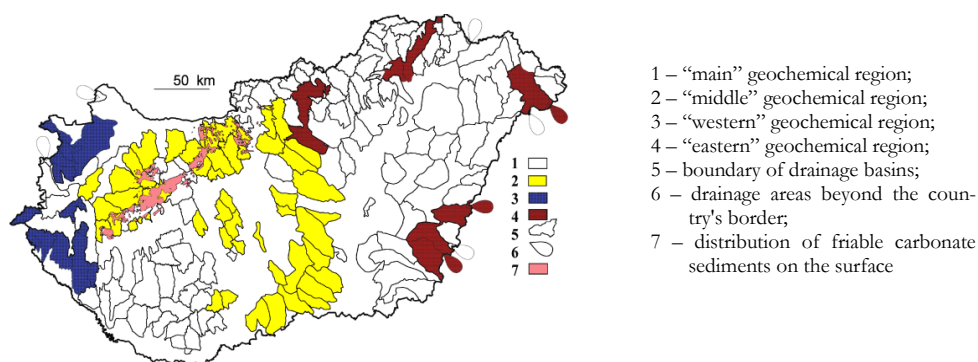 50 km
1
2
3
4
5
6
7
1 – “main” geochemical region;
2 – “middle” geochemical region;
3 – “western” geochemical region;
4 – “eastern” geochemical region;
5 – boundary of drainage basins;
6 – drainage areas beyond the coun-
try's border;
7 – distribution of friable carbonate
sediments on the surface